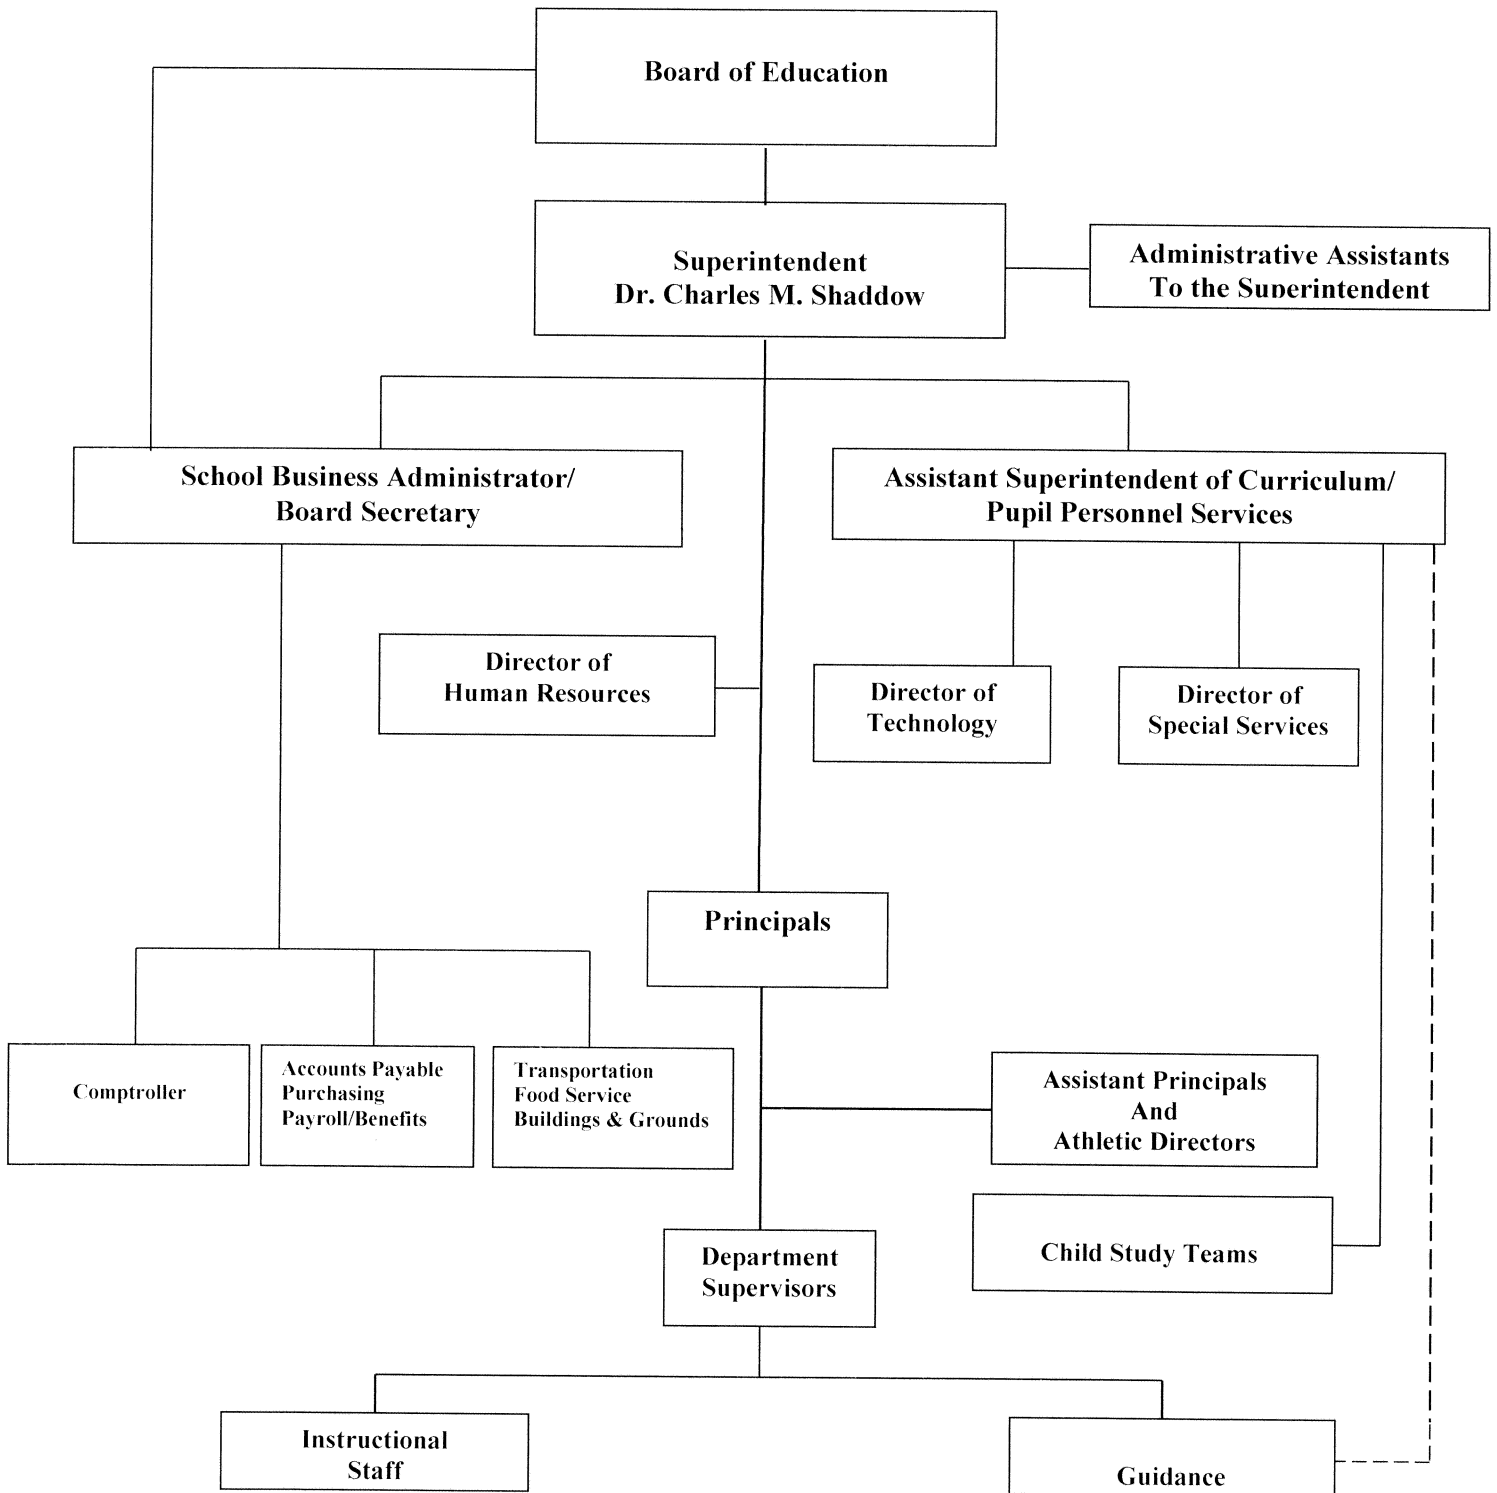 Board of Education
Superintendent
Dr. Charles M. Shaddow
Administrative Assistants
To the Superintendent
School Business Administrator/
Board Secretary
Assistant Superintendent of Curriculum/
Pupil Personnel Services
Director of
Human Resources
Director of
Technology
Director of
Special Services
Principals
Comptroller
Accounts Payable
Purchasing
Payroll/Benefits
Transportation
Food Service
Buildings & Grounds
Assistant Principals
And
Athletic Directors
Child Study Teams
Department
Supervisors
Instructional
Staff
Guidance